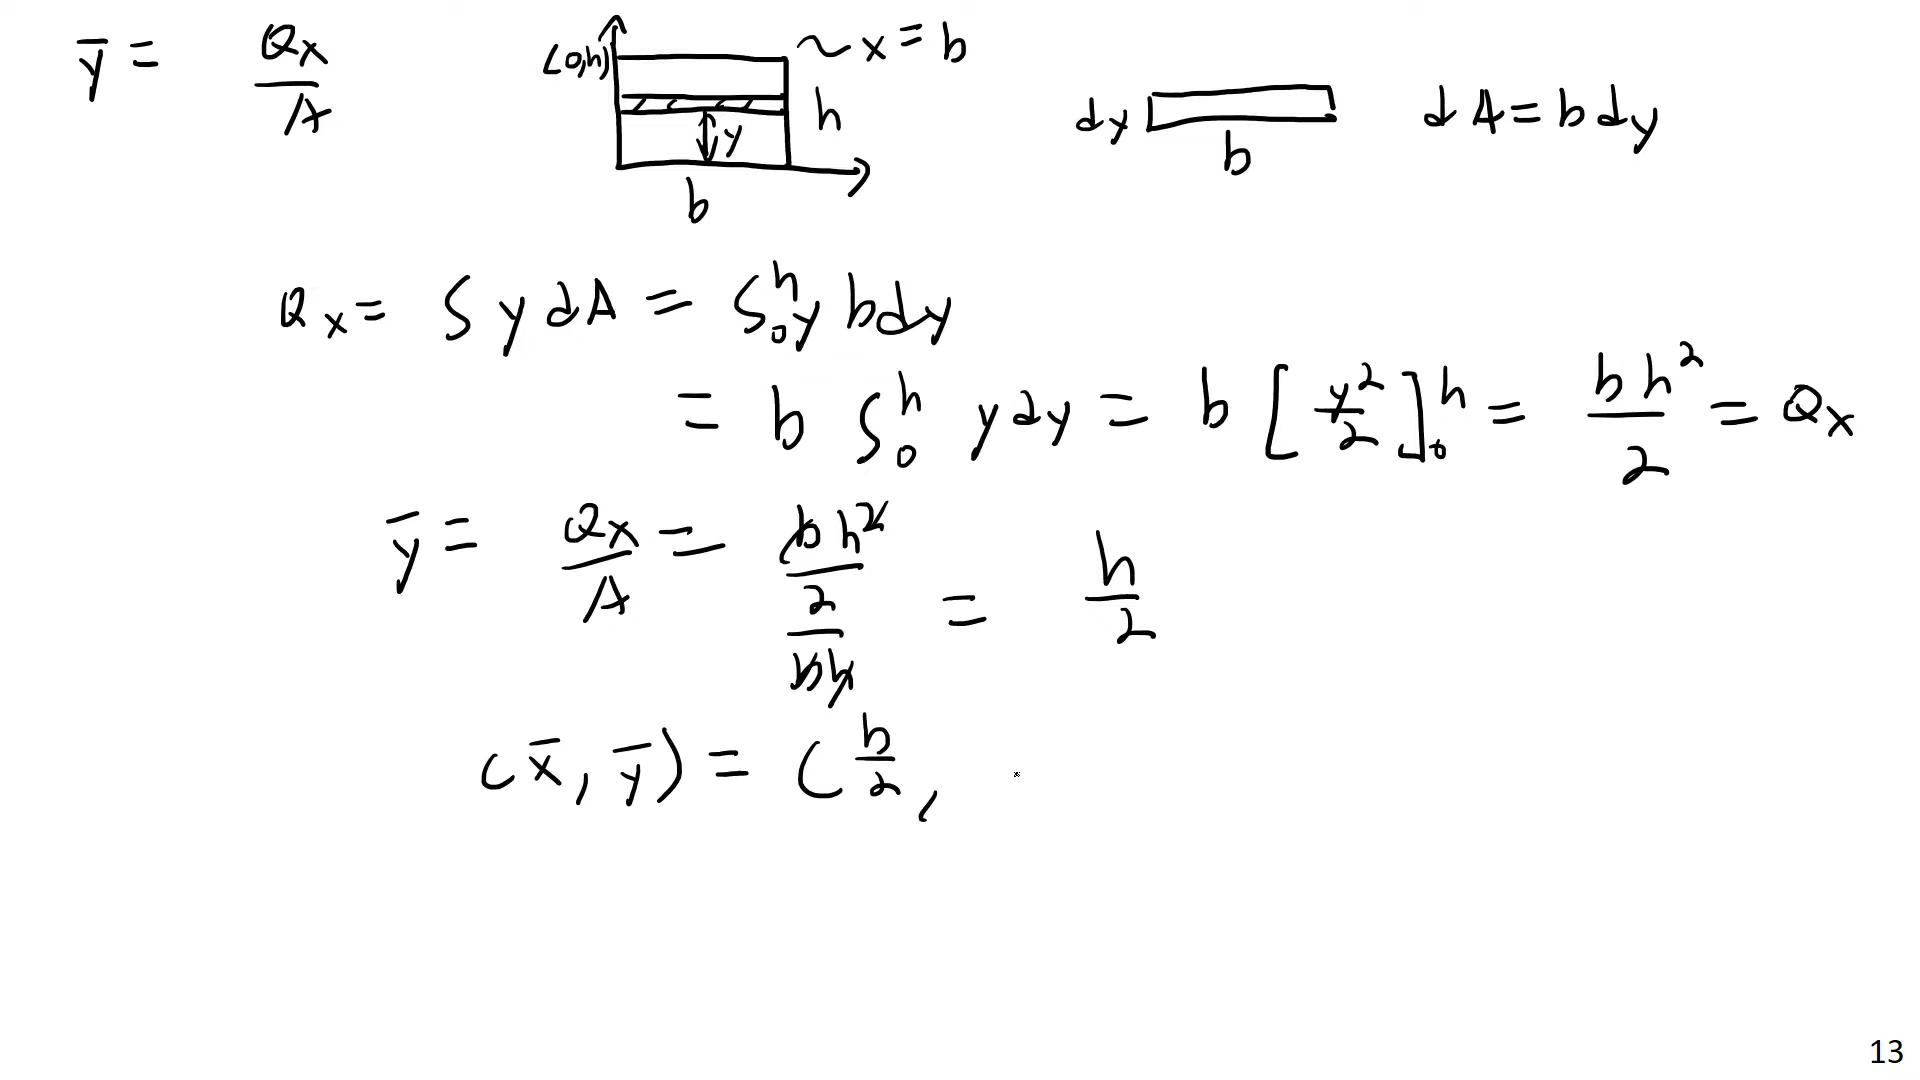 ȳ = Qx / A
(0,h) ~ x = b
h
y
b
dy
b
dA = b dy
Qx = ∫ y dA = ∫₀ʰ y b dy
= b ∫₀ʰ y dy = b [y²/2]₀ʰ = bh²/2 = Qx
ȳ = Qx/A = (bh²/2)/(bh) = h/2
(x̄, ȳ) = (b/2,
13